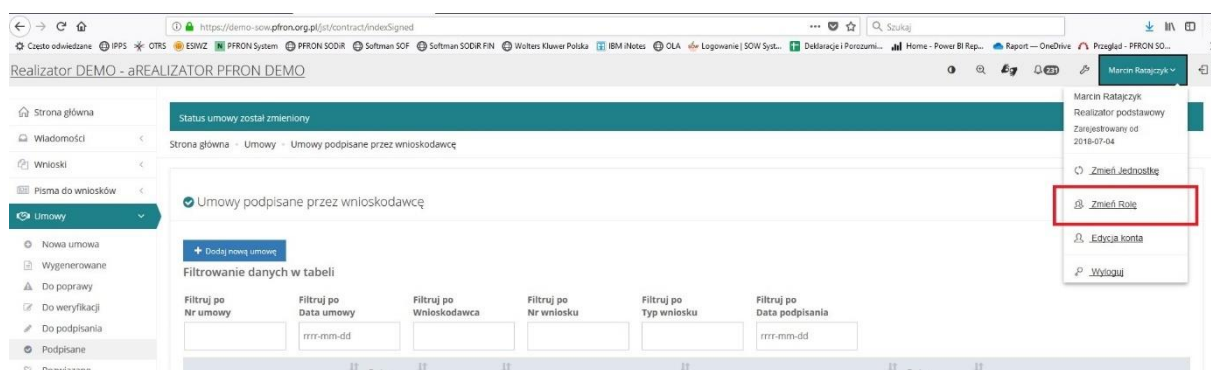 https://demo-sow.pfron.org.pl/jst/contract/indexSigned
Szukaj
Często odwiedzane IPPS OTRS ESIWZ PFRON System PFRON SODiR Softman SOF Softman SODiR FIN Wolters Kluwer Polska IBM iNotes OLA Logowanie | SOW Syst... Deklaracje i Porozumi... Home - Power BI Rep... Raport — OneDrive Przegląd - PFRON SO...
Realizator DEMO - aREALIZATOR PFRON DEMO
231
Marcin Ratajczyk
Marcin Ratajczyk
Realizator podstawowy
Zarejestrowany od
2018-07-04
Zmień Jednostkę
Zmień Rolę
Edycja konta
Wyloguj
Strona główna
Wiadomości
Wnioski
Pisma do wniosków
Umowy
Nowa umowa
Wygenerowane
Do poprawy
Do weryfikacji
Do podpisania
Podpisane
Status umowy został zmieniony
Strona główna - Umowy - Umowy podpisane przez wnioskodawcę
Umowy podpisane przez wnioskodawcę
+ Dodaj nową umowę
Filtrowanie danych w tabeli
Filtruj po Filtruj po Filtruj po Filtruj po Filtruj po Filtruj po
Nr umowy Data umowy Wnioskodawca Nr wniosku Typ wniosku Data podpisania
rrrr-mm-dd rrrr-mm-dd